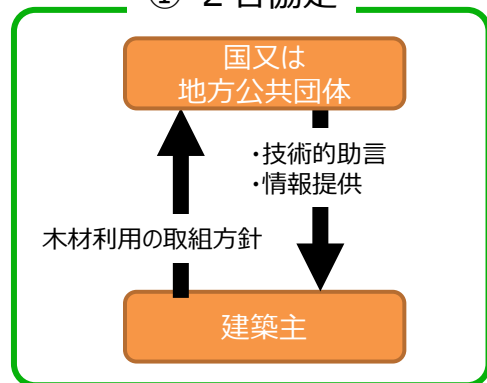 ① 2者協定
国又は
地方公共団体
・技術的助言
・情報提供
木材利用の取組方針
建築主